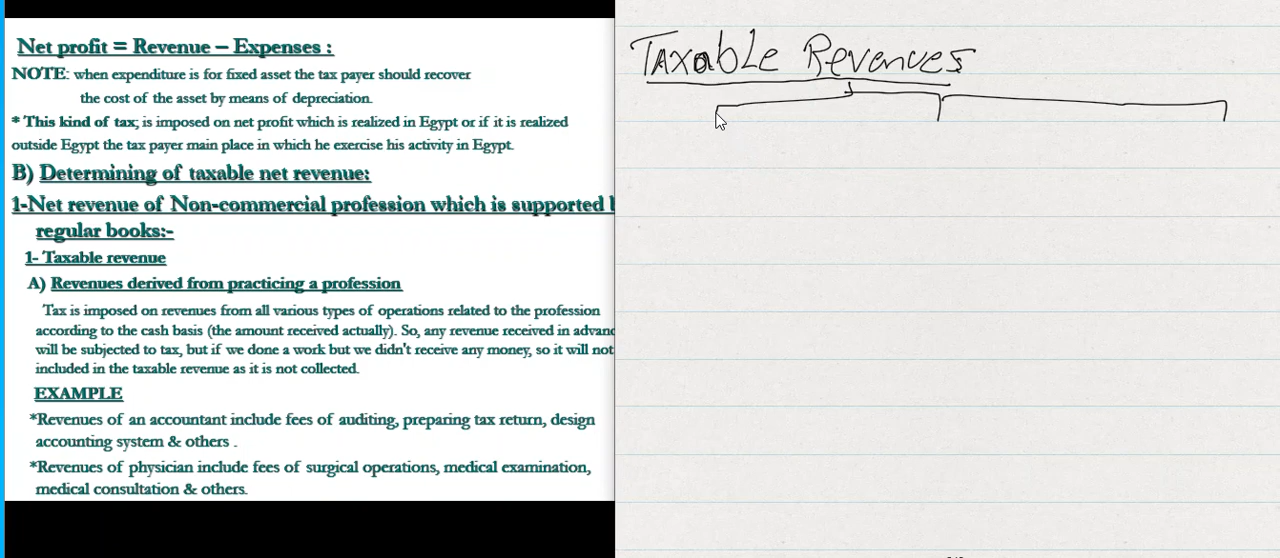 Net profit = Revenue – Expenses :
NOTE: when expenditure is for fixed asset the tax payer should recover
the cost of the asset by means of depreciation.
* This kind of tax; is imposed on net profit which is realized in Egypt or if it is realized
outside Egypt the tax payer main place in which he exercise his activity in Egypt.
B) Determining of taxable net revenue:
1-Net revenue of Non-commercial profession which is supported
regular books:-
1- Taxable revenue
A) Revenues derived from practicing a profession
Tax is imposed on revenues from all various types of operations related to the profession
according to the cash basis (the amount received actually). So, any revenue received in advanc
will be subjected to tax, but if we done a work but we didn't receive any money, so it will not
included in the taxable revenue as it is not collected.
EXAMPLE
*Revenues of an accountant include fees of auditing, preparing tax return, design
accounting system & others .
*Revenues of physician include fees of surgical operations, medical examination,
medical consultation & others.
Taxable Revenues